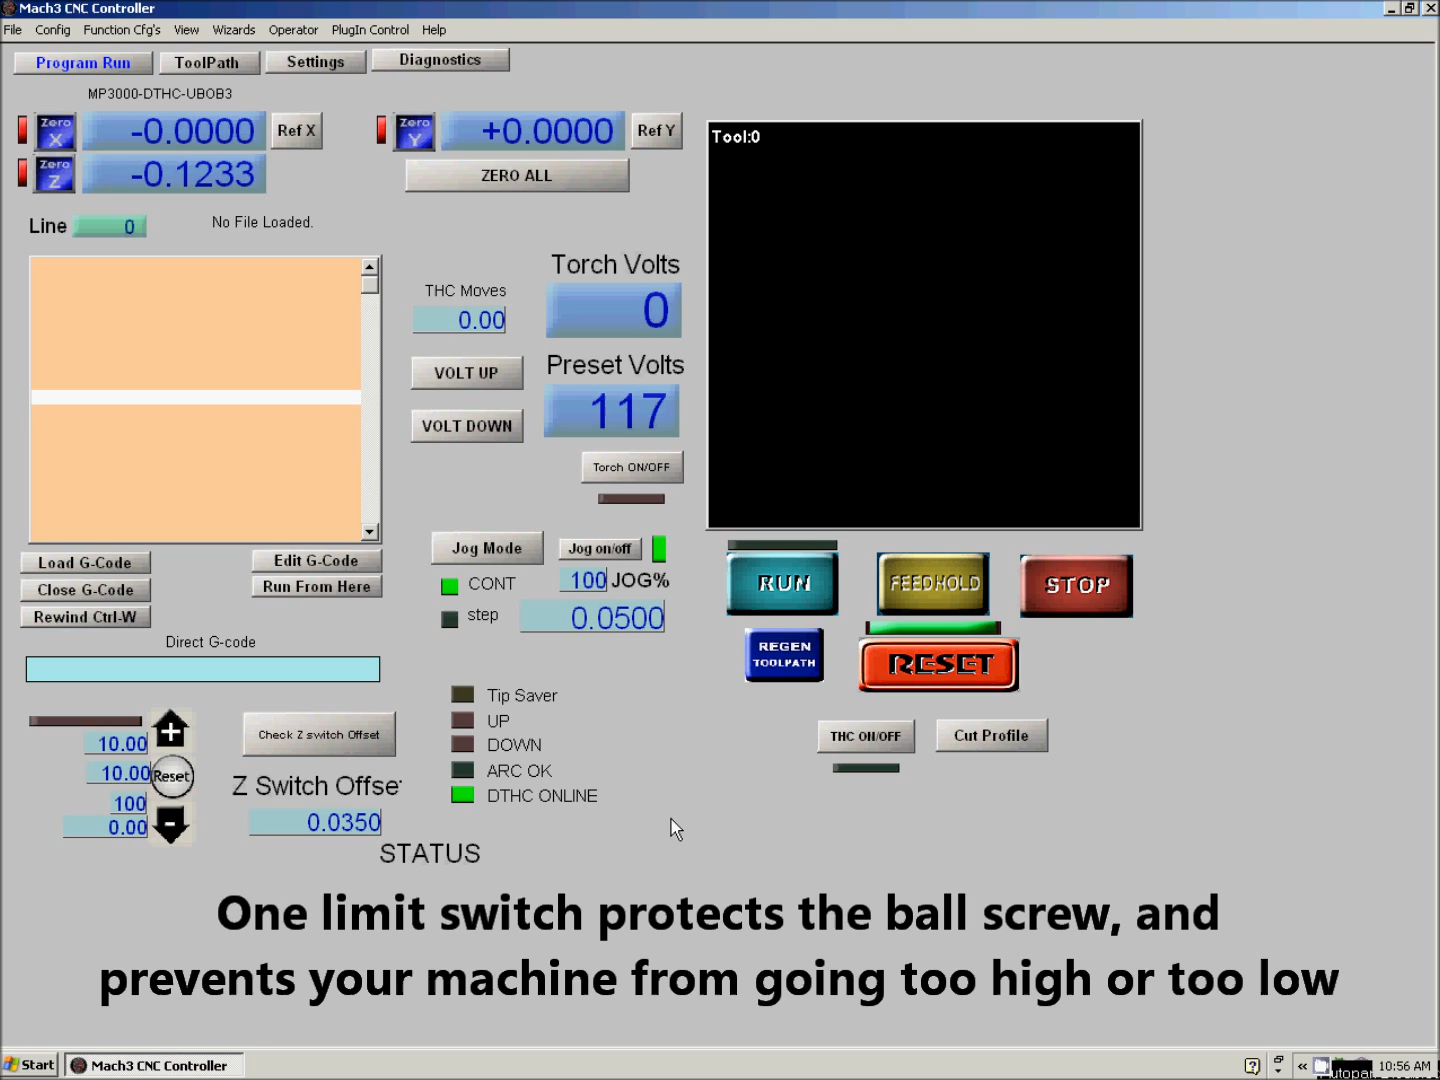 Mach3 CNC Controller
File Config Function Cfg's View Wizards Operator PlugIn Control Help
Program Run ToolPath Settings Diagnostics
MP3000-DTHC-UBOB3
Zero X -0.0000 Ref X Zero Y +0.0000 Ref Y
Zero Z -0.1233 ZERO ALL
Tool:0
Line 0 No File Loaded.
Torch Volts
THC Moves
0.00 0
VOLT UP Preset Volts
117
VOLT DOWN
Torch ON/OFF
Jog Mode Jog on/off
CONT 100 JOG%
step 0.0500
Load G-Code Edit G-Code
Close G-Code Run From Here
Rewind Ctrl-W
Direct G-code
RUN FEEDHOLD STOP
REGEN TOOLPATH RESET
Tip Saver
UP
DOWN
ARC OK
DTHC ONLINE
10.00 +
10.00 Reset
100
0.00 -
Check Z switch Offset
Z Switch Offse
0.0350
THC ON/OFF Cut Profile
STATUS
One limit switch protects the ball screw, and
prevents your machine from going too high or too low
Start Mach3 CNC Controller 10:56 AM